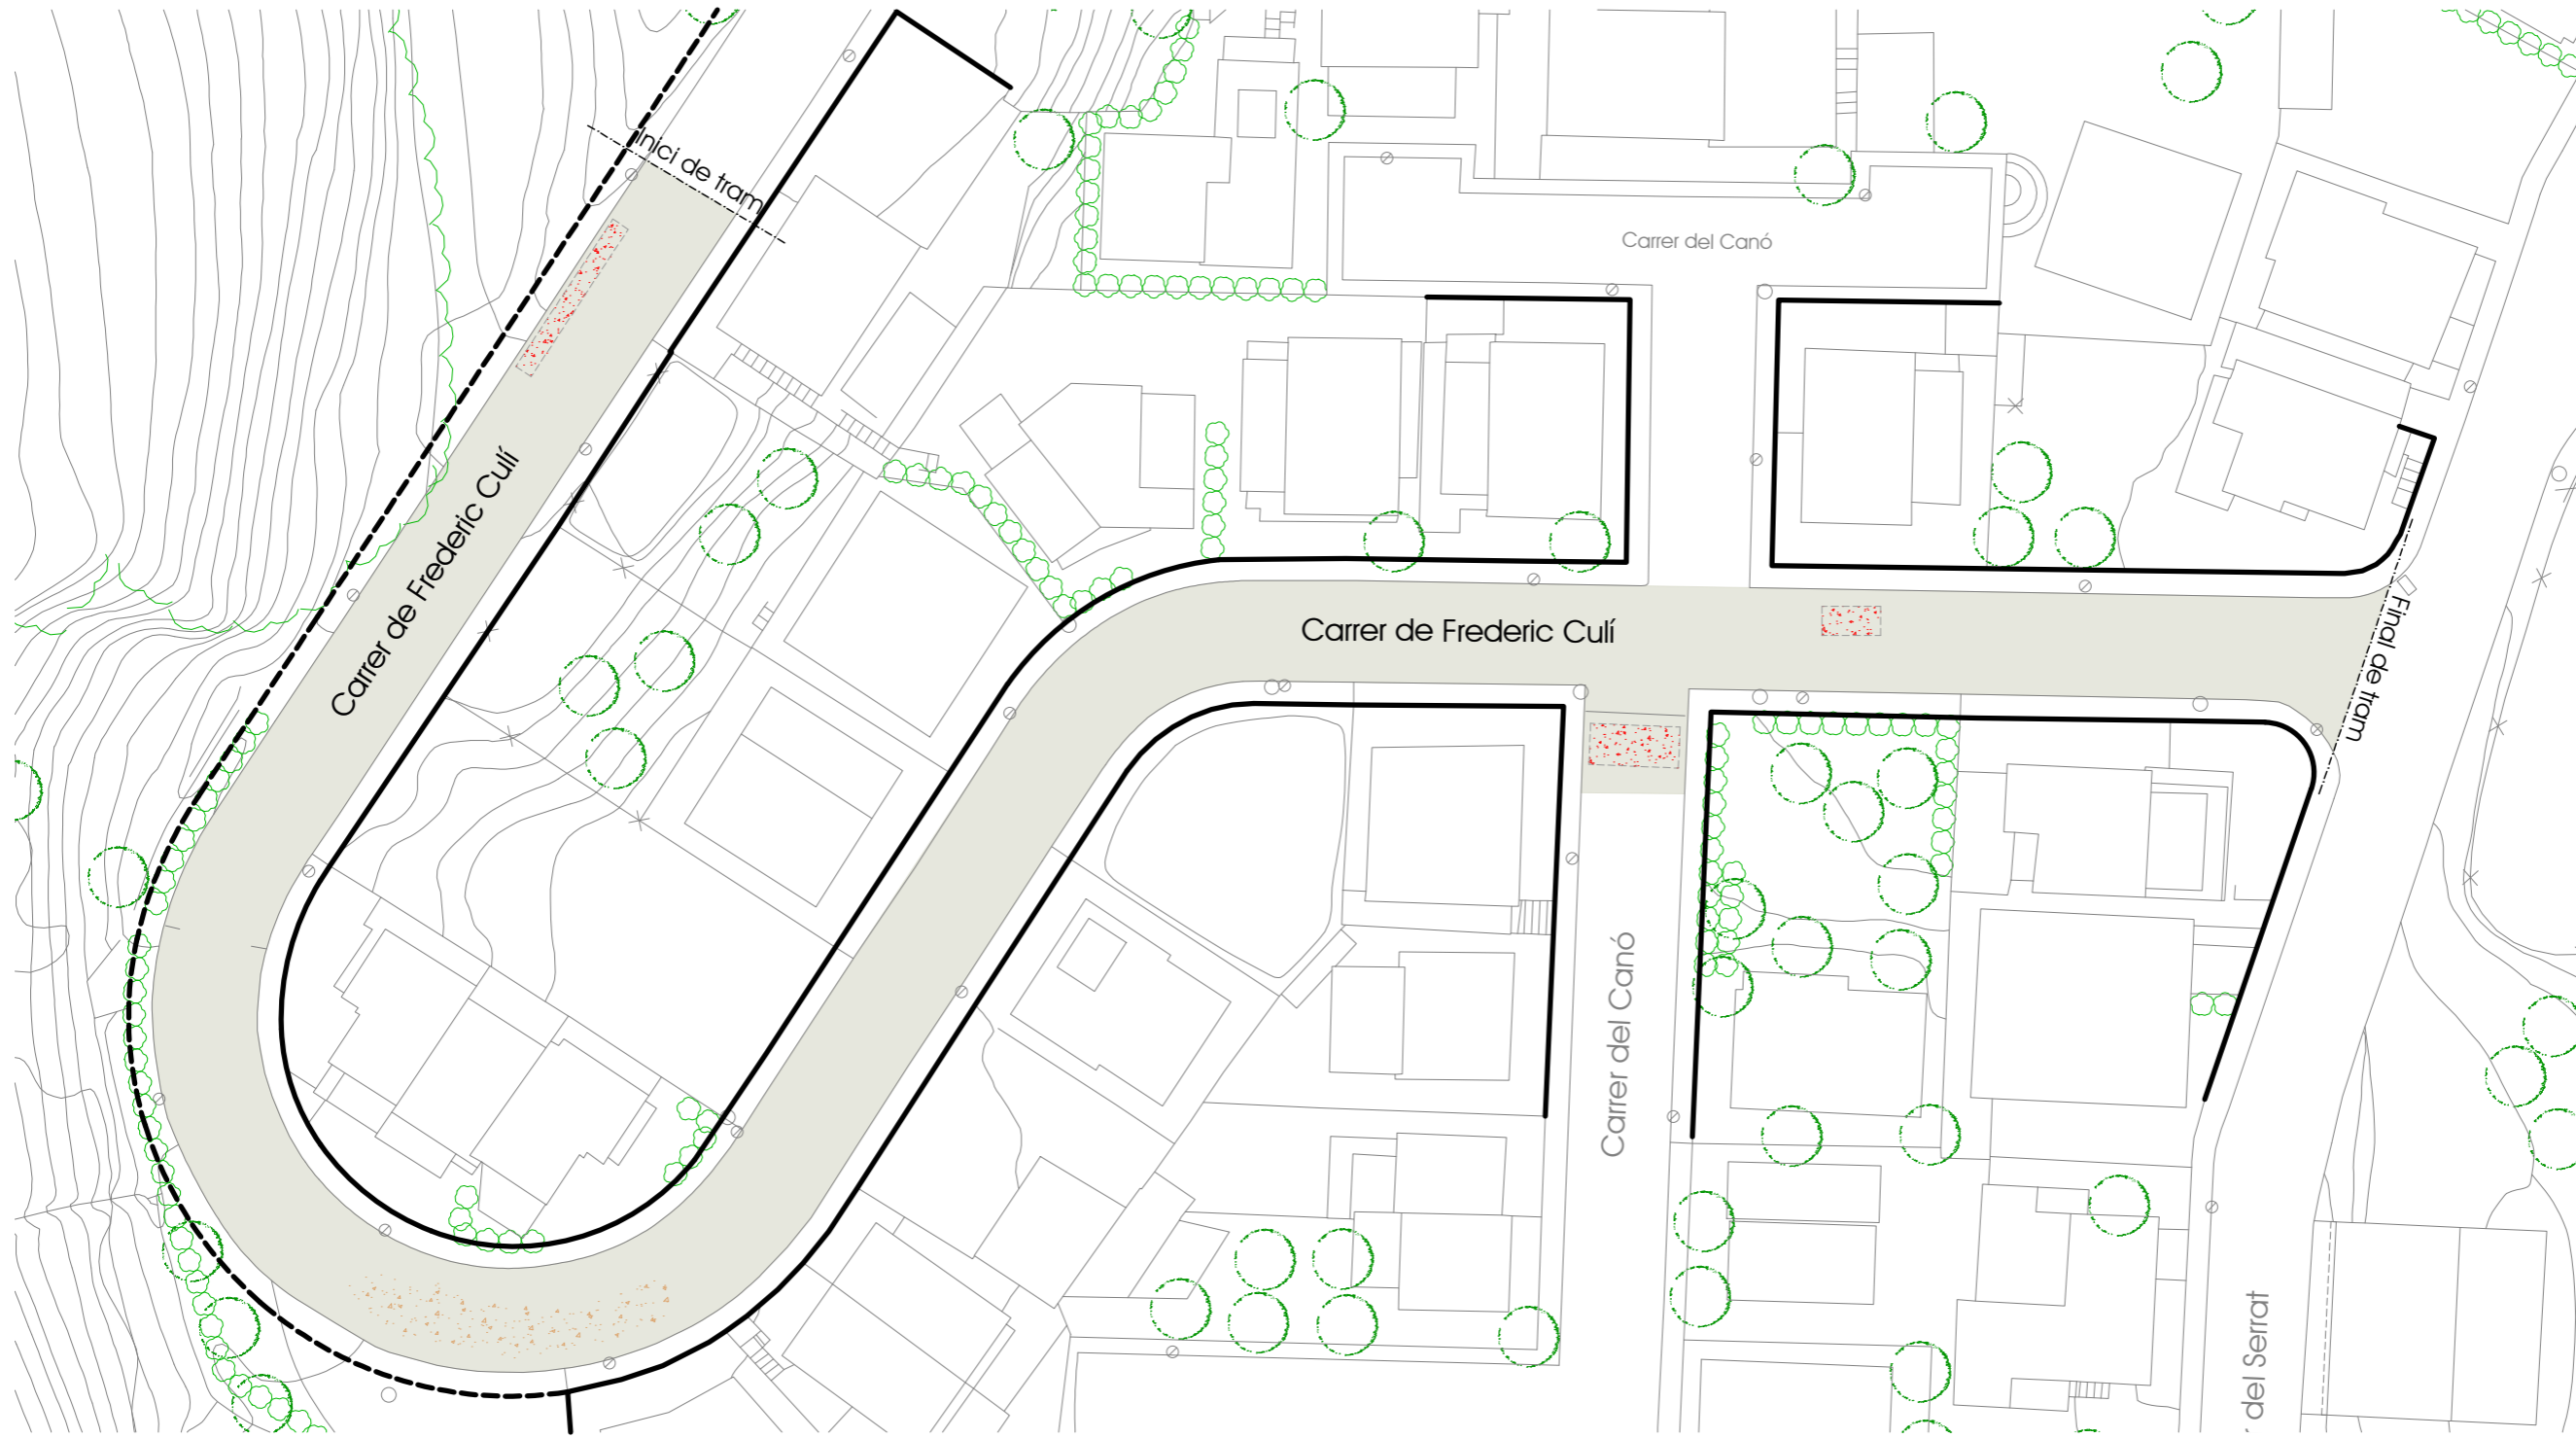 Inici de tram
Carrer del Canó
Carrer de Frederic Culí
Carrer de Frederic Culí
Final de tram
Carrer del Canó
del Serrat